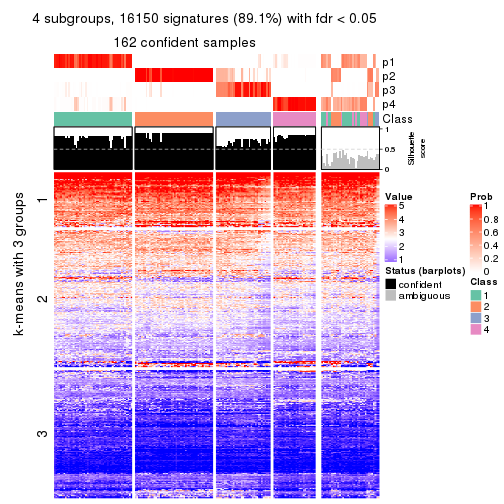 4 subgroups, 16150 signatures (89.1%) with fdr < 0.05
162 confident samples
p1
p2
p3
p4
Class
1
0.5
0
Silhouette
score
k-means with 3 groups
1
2
3
Value
5
4
3
2
1
Status (barplots)
confident
ambiguous
Prob
1
0.8
0.6
0.4
0.2
0
Class
1
2
3
4